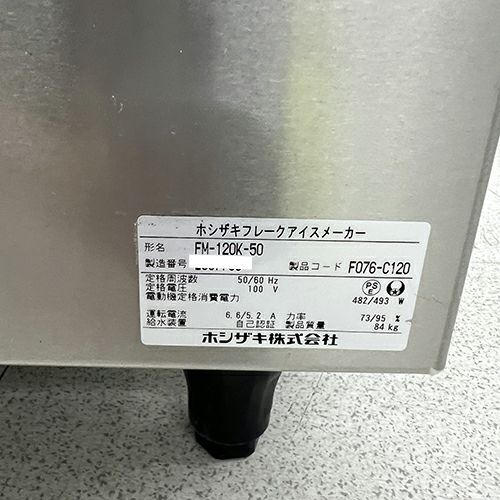 ホシザキフレークアイスメーカー
形名 FM-120K-50
製造番号 製品コード F076-C120
定格周波数 50/60 Hz
定格電圧 100 V
電動機定格消費電力 482/493 W
PS E
運転電流 6.6/5.2 A 力率 73/95 %
給水装置 自己認証 製品質量 84 kg
ホシザキ株式会社